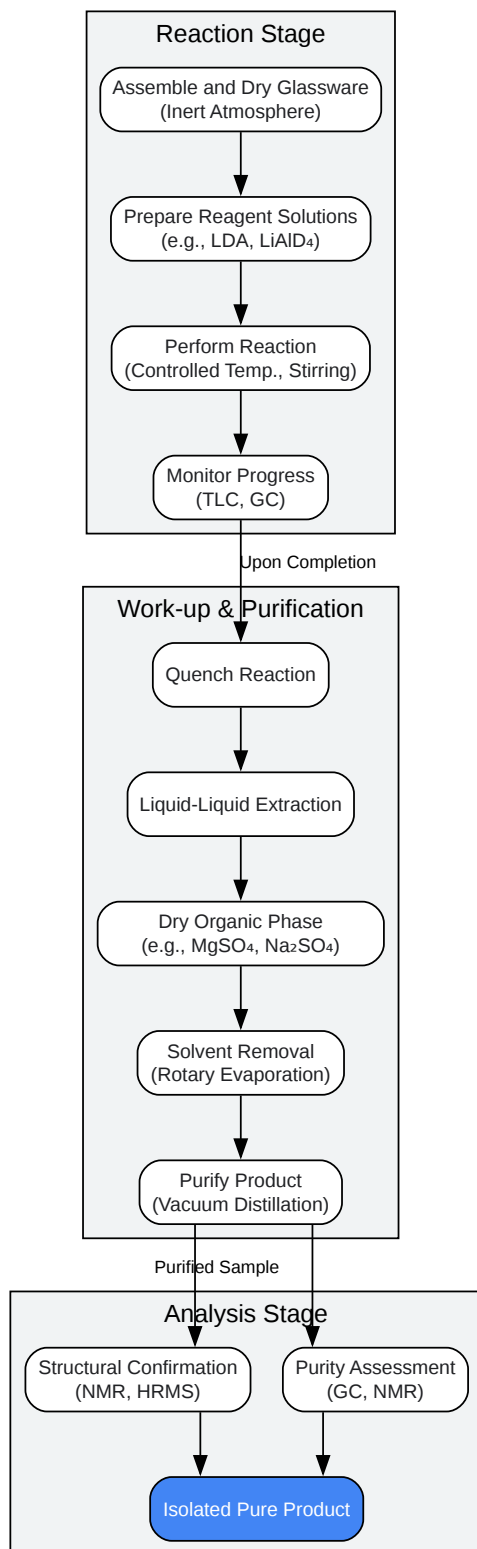 Reaction Stage
Assemble and Dry Glassware
(Inert Atmosphere)
Prepare Reagent Solutions
(e.g., LDA, LiAlD₄)
Perform Reaction
(Controlled Temp., Stirring)
Monitor Progress
(TLC, GC)
Upon Completion
Work-up & Purification
Quench Reaction
Liquid-Liquid Extraction
Dry Organic Phase
(e.g., MgSO₄, Na₂SO₄)
Solvent Removal
(Rotary Evaporation)
Purify Product
(Vacuum Distillation)
Purified Sample
Analysis Stage
Structural Confirmation
(NMR, HRMS)
Purity Assessment
(GC, NMR)
Isolated Pure Product